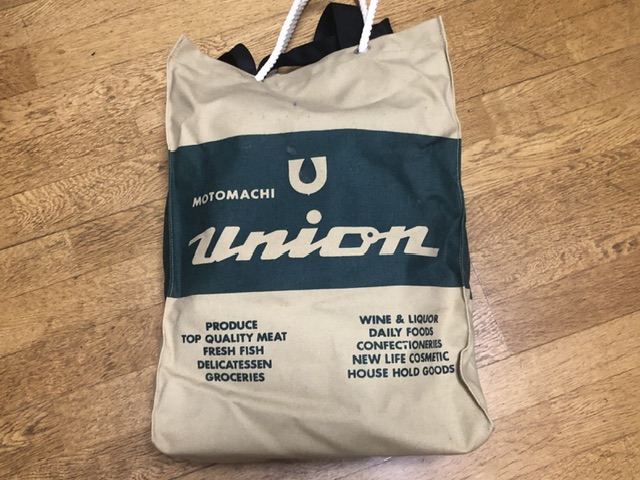 MOTOMACHI
union
PRODUCE
TOP QUALITY MEAT
FRESH FISH
DELICATESSEN
GROCERIES
WINE & LIQUOR
DAILY FOODS
CONFECTIONERIES
NEW LIFE COSMETIC
HOUSE HOLD GOODS